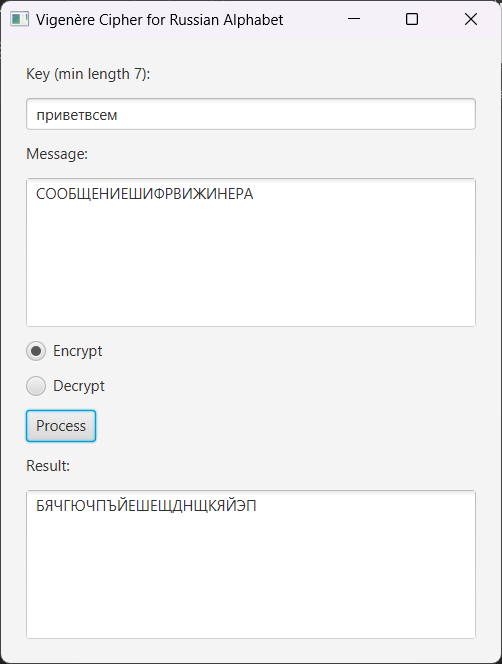 Vigenère Cipher for Russian Alphabet
Key (min length 7):
приветвсем
Message:
СООБЩЕНИЕШИФРВИЖИНЕРА
Encrypt
Decrypt
Process
Result:
БЯЧГЮЧПЪЙЕШЕЩДНЩКЯЙЭП